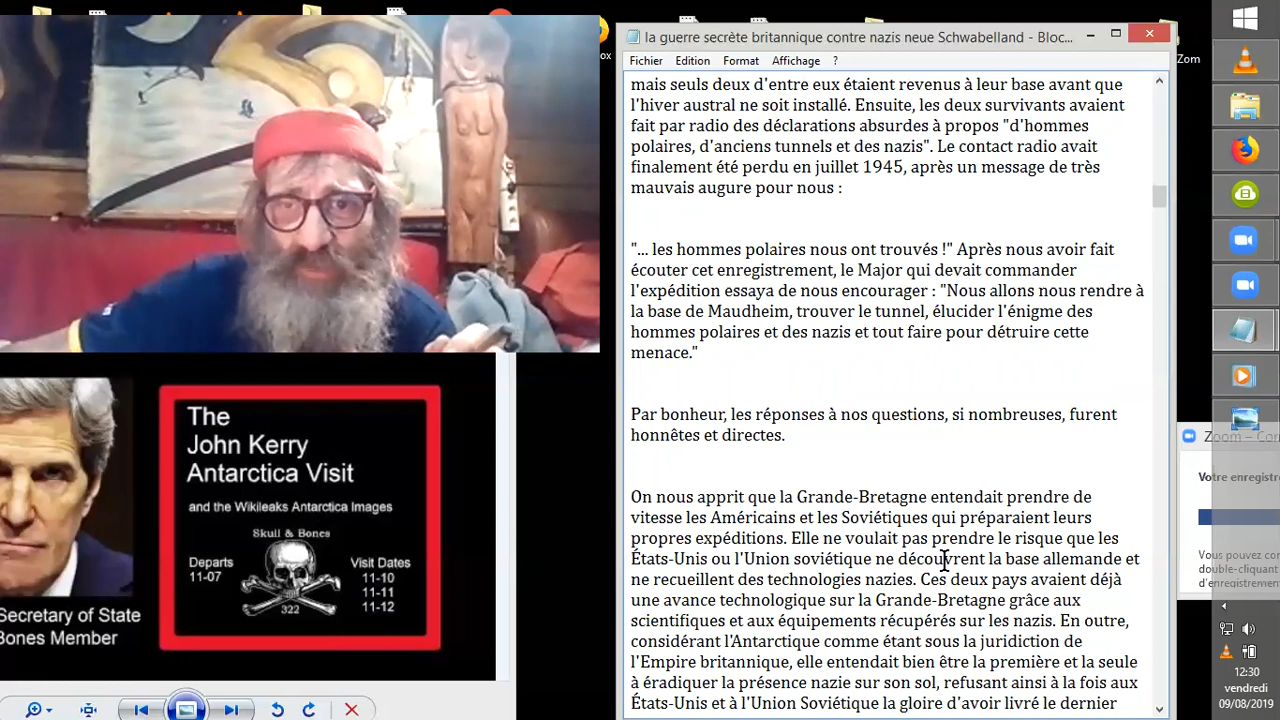 la guerre secrète britannique contre nazis neue Schwabelland - Bloc...
Fichier Edition Format Affichage ?
mais seuls deux d'entre eux étaient revenus à leur base avant que
l'hiver austral ne soit installé. Ensuite, les deux survivants avaient
fait par radio des déclarations absurdes à propos "d'hommes
polaires, d'anciens tunnels et des nazis". Le contact radio avait
finalement été perdu en juillet 1945, après un message de très
mauvais augure pour nous :
"... les hommes polaires nous ont trouvés !" Après nous avoir fait
écouter cet enregistrement, le Major qui devait commander
l'expédition essaya de nous encourager : "Nous allons nous rendre à
la base de Maudheim, trouver le tunnel, élucider l'énigme des
hommes polaires et des nazis et tout faire pour détruire cette
menace."
Par bonheur, les réponses à nos questions, si nombreuses, furent
honnêtes et directes.
On nous apprit que la Grande-Bretagne entendait prendre de
vitesse les Américains et les Soviétiques qui préparaient leurs
propres expéditions. Elle ne voulait pas prendre le risque que les
États-Unis ou l'Union soviétique ne découvrent la base allemande et
ne recueillent des technologies nazies. Ces deux pays avaient déjà
une avance technologique sur la Grande-Bretagne grâce aux
scientifiques et aux équipements récupérés sur les nazis. En outre,
considérant l'Antarctique comme étant sous la juridiction de
l'Empire britannique, elle entendait bien être la première et la seule
à éradiquer la présence nazie sur son sol, refusant ainsi à la fois aux
États-Unis et à l'Union Soviétique la gloire d'avoir livré le dernier
The
John Kerry
Antarctica Visit
and the Wikileaks Antarctica Images
Skull & Bones
Departs
11-07
322
Visit Dates
11-10
11-11
11-12
Secretary of State
Bones Member
ox
Zom
Zoom – Co
Votre enregistr
Vous pouvez con
double-cliquant
d'enregistremen
12:30
vendredi
09/08/2019